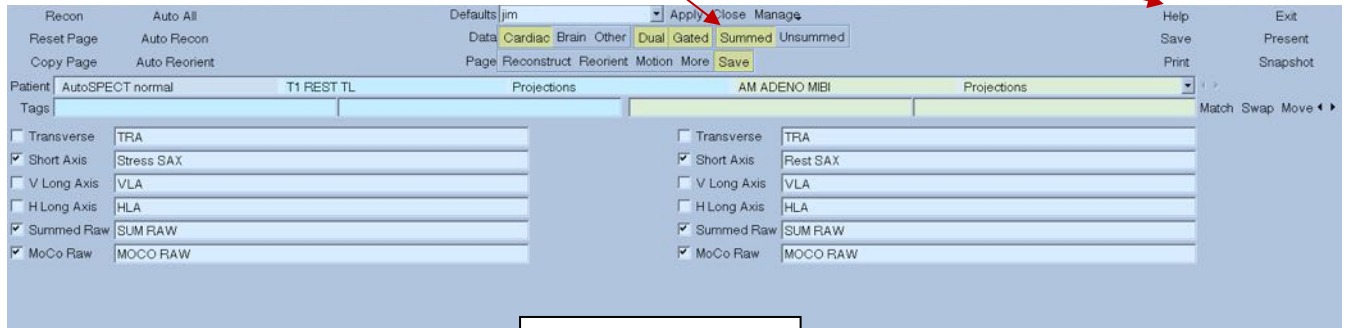 Recon Auto All Defaults jim Apply Close Manage Help Exit
Reset Page Auto Recon Data Cardiac Brain Other Dual Gated Summed Unsummed Save Present
Copy Page Auto Reorient Page Reconstruct Reorient Motion More Save Print Snapshot
Patient AutoSPECT normal T1 REST TL Projections AM ADENO MIBI Projections
Tags Match Swap Move
Transverse TRA Transverse TRA
Short Axis Stress SAX Short Axis Rest SAX
V Long Axis VLA V Long Axis VLA
H Long Axis HLA H Long Axis HLA
Summed Raw SUM RAW Summed Raw SUM RAW
MoCo Raw MOCO RAW MoCo Raw MOCO RAW